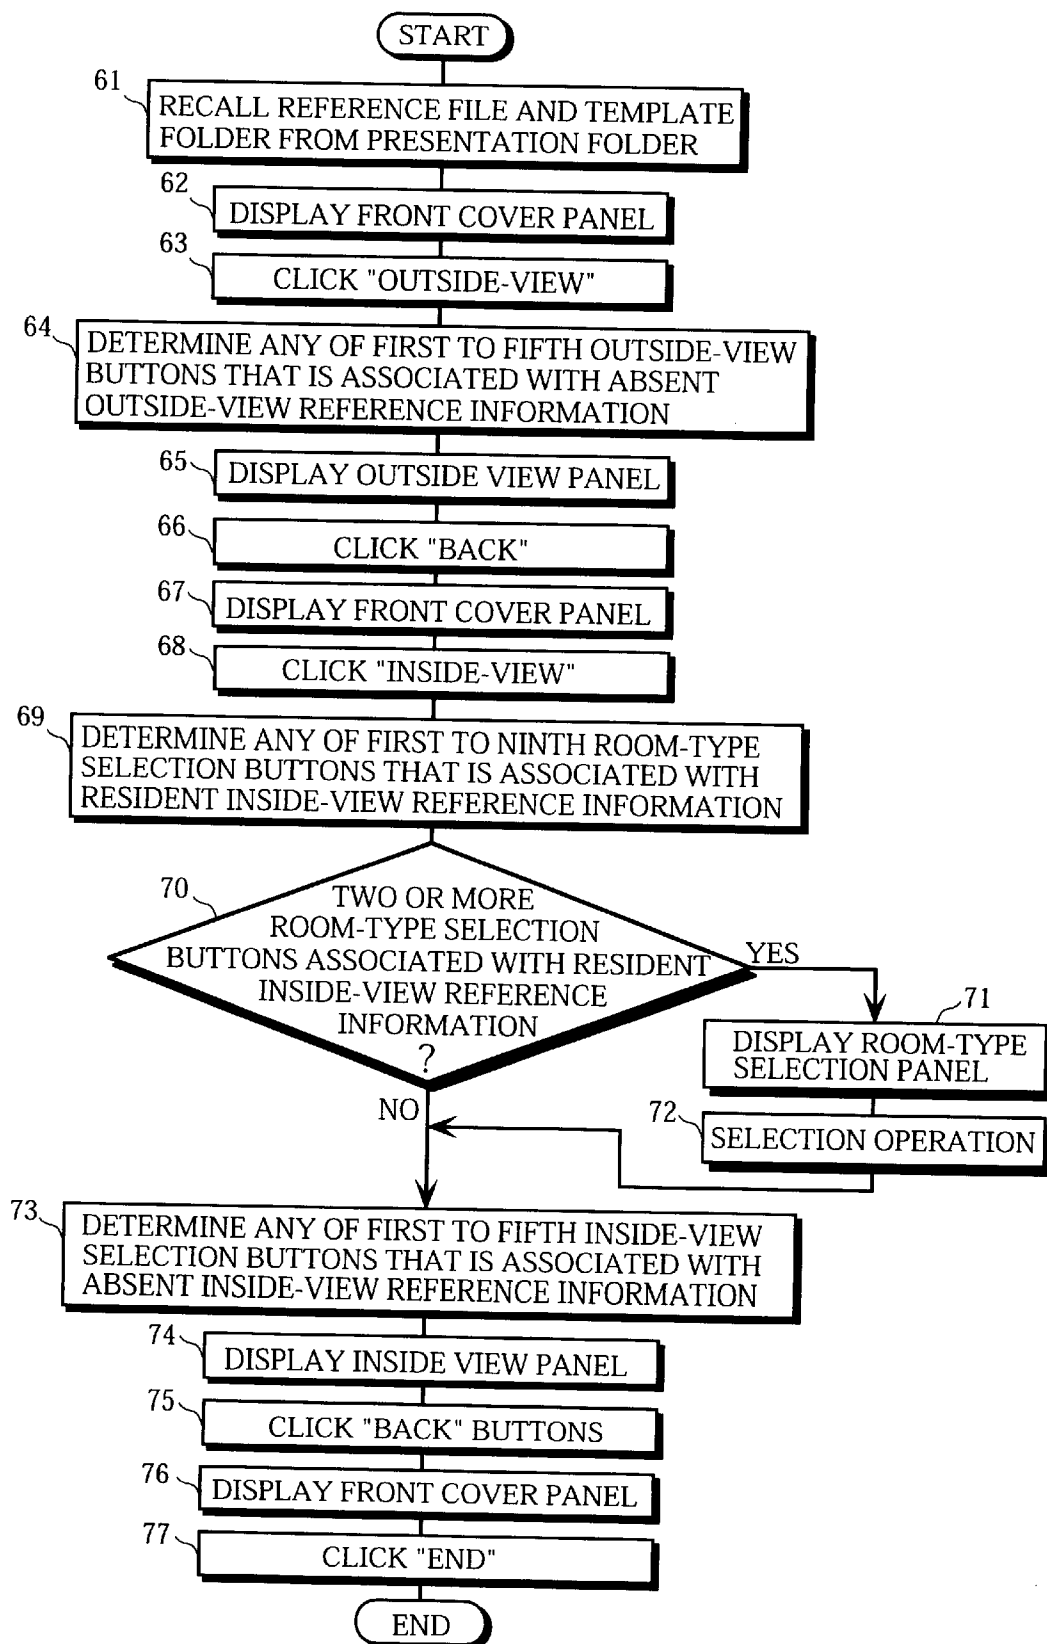 START
61
RECALL REFERENCE FILE AND TEMPLATE
FOLDER FROM PRESENTATION FOLDER
62
DISPLAY FRONT COVER PANEL
63
CLICK "OUTSIDE-VIEW"
64
DETERMINE ANY OF FIRST TO FIFTH OUTSIDE-VIEW
BUTTONS THAT IS ASSOCIATED WITH ABSENT
OUTSIDE-VIEW REFERENCE INFORMATION
65
DISPLAY OUTSIDE VIEW PANEL
66
CLICK "BACK"
67
DISPLAY FRONT COVER PANEL
68
CLICK "INSIDE-VIEW"
69
DETERMINE ANY OF FIRST TO NINTH ROOM-TYPE
SELECTION BUTTONS THAT IS ASSOCIATED WITH
RESIDENT INSIDE-VIEW REFERENCE INFORMATION
70
TWO OR MORE
ROOM-TYPE SELECTION
BUTTONS ASSOCIATED WITH RESIDENT
INSIDE-VIEW REFERENCE
INFORMATION
?
YES
71
DISPLAY ROOM-TYPE
SELECTION PANEL
72
SELECTION OPERATION
NO
73
DETERMINE ANY OF FIRST TO FIFTH INSIDE-VIEW
SELECTION BUTTONS THAT IS ASSOCIATED WITH
ABSENT INSIDE-VIEW REFERENCE INFORMATION
74
DISPLAY INSIDE VIEW PANEL
75
CLICK "BACK" BUTTONS
76
DISPLAY FRONT COVER PANEL
77
CLICK "END"
END